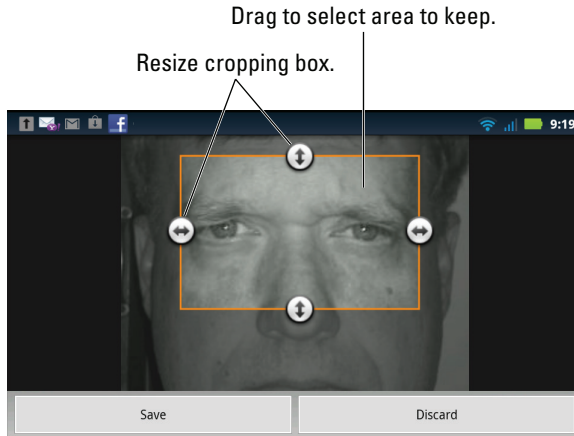 Drag to select area to keep.
Resize cropping box.
9:19
Save
Discard